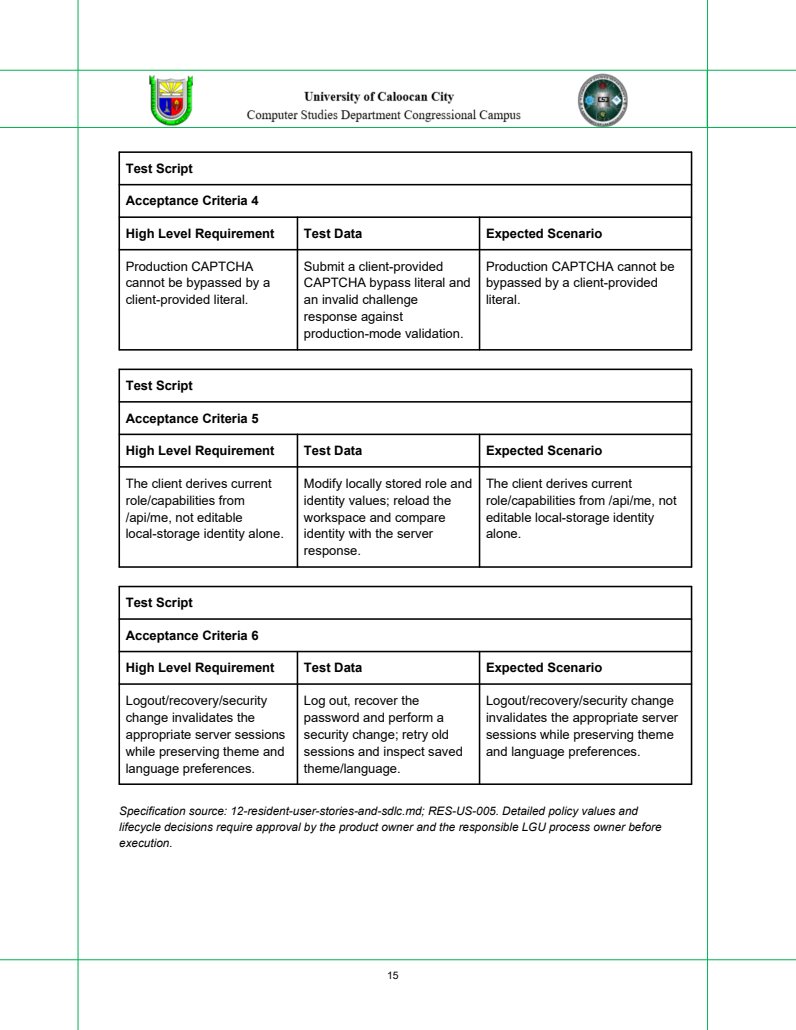 University of Caloocan City
Computer Studies Department Congressional Campus
Test Script
Acceptance Criteria 4
High Level Requirement
Test Data
Expected Scenario
Production CAPTCHA
cannot be bypassed by a
client-provided literal.
Submit a client-provided
CAPTCHA bypass literal and
an invalid challenge
response against
production-mode validation.
Production CAPTCHA cannot be
bypassed by a client-provided
literal.
Test Script
Acceptance Criteria 5
High Level Requirement
Test Data
Expected Scenario
The client derives current
role/capabilities from
/api/me, not editable
local-storage identity alone.
Modify locally stored role and
identity values; reload the
workspace and compare
identity with the server
response.
The client derives current
role/capabilities from /api/me, not
editable local-storage identity
alone.
Test Script
Acceptance Criteria 6
High Level Requirement
Test Data
Expected Scenario
Logout/recovery/security
change invalidates the
appropriate server sessions
while preserving theme and
language preferences.
Log out, recover the
password and perform a
security change; retry old
sessions and inspect saved
theme/language.
Logout/recovery/security change
invalidates the appropriate server
sessions while preserving theme
and language preferences.
Specification source: 12-resident-user-stories-and-sdlc.md; RES-US-005. Detailed policy values and
lifecycle decisions require approval by the product owner and the responsible LGU process owner before
execution.
15